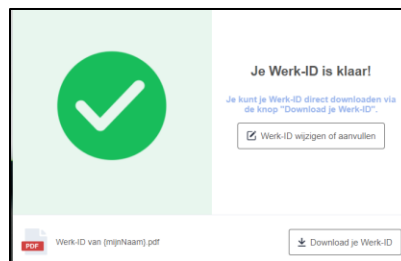 Je Werk-ID is klaar!
Je kunt je Werk-ID direct downloaden via
de knop "Download je Werk-ID".
Werk-ID wijzigen of aanvullen
PDF
Werk-ID van {mijnNaam}.pdf
Download je Werk-ID